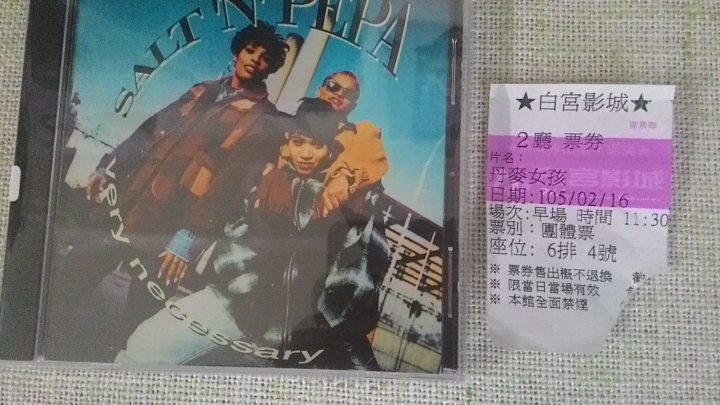 SALT 'N' PEPA
very necessary
★白宮影城★
2廳 票券
片名:
丹麥女孩
日期:105/02/16
場次:早場 時間 11:30
票別:團體票
座位: 6排 4號
※ 票券售出概不退換
※ 限當日當場有效
※ 本館全面禁煙